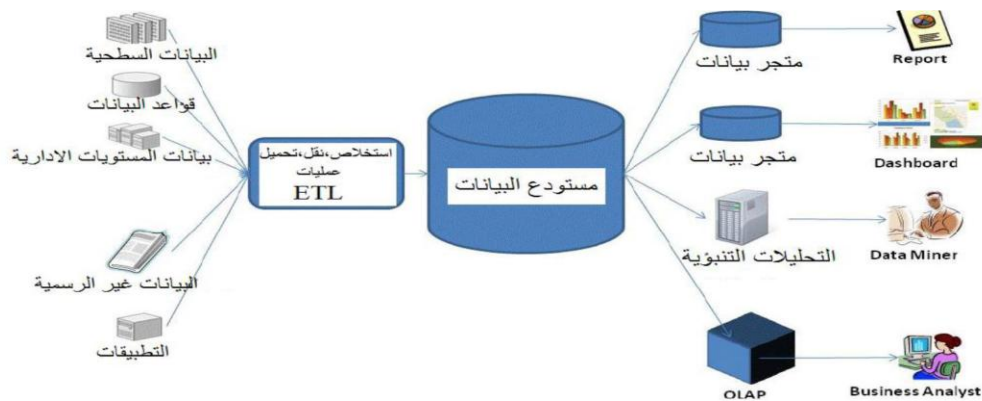 البيانات السطحية
قواعد البيانات
بيانات المستويات الادارية
البيانات غير الرسمية
التطبيقات
استخلاص،نقل،تحميل
عمليات
ETL
مستودع البيانات
متجر بيانات
Report
متجر بيانات
Dashboard
التحليلات التنبؤية
Data Miner
OLAP
Business Analyst